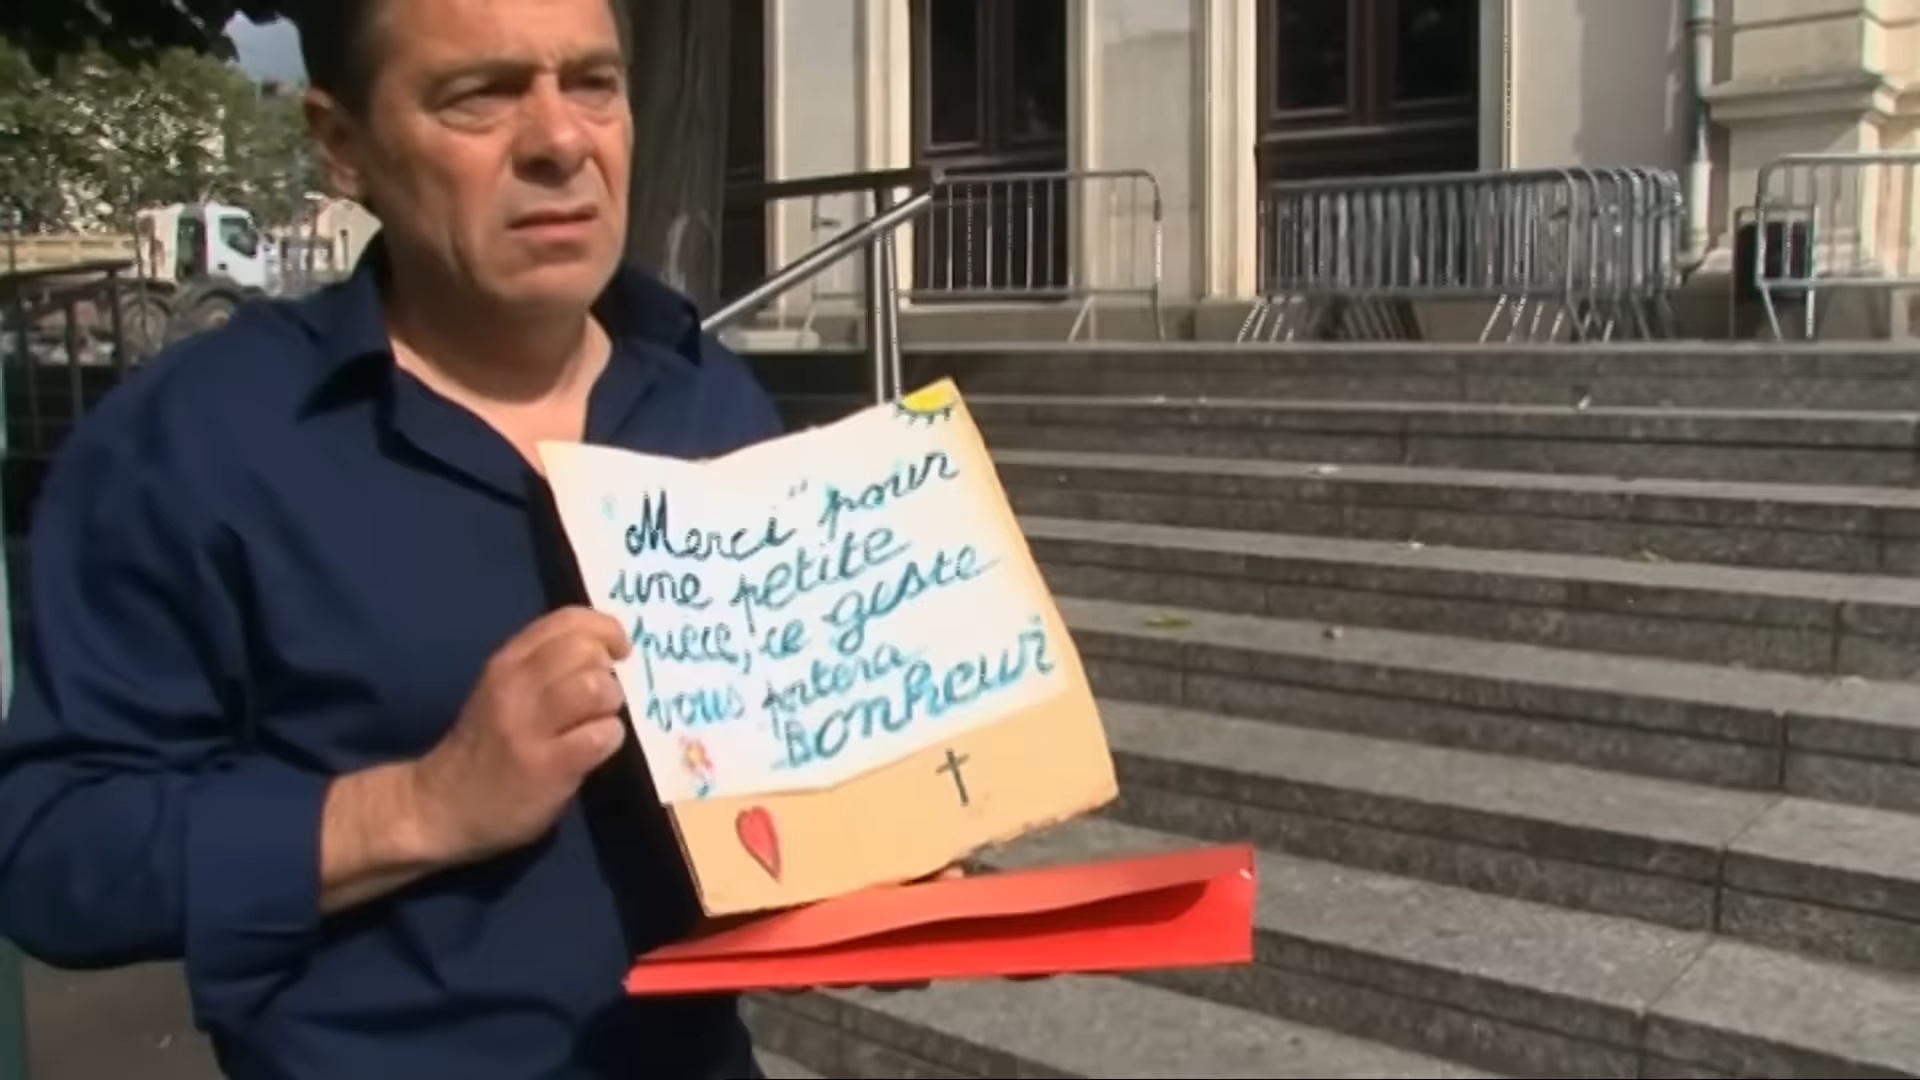 "Merci" pour
une petite
pièce, ce geste
vous portera
Bonheur